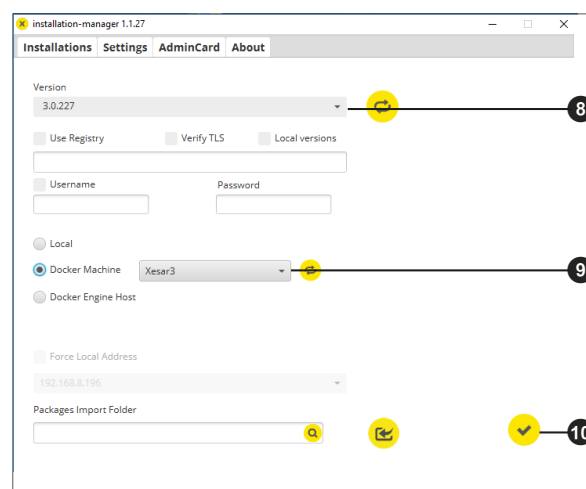 installation-manager 1.1.27
Installations Settings AdminCard About
Version
3.0.227
8
Use Registry Verify TLS Local versions
Username Password
Local
Docker Machine Xesar3
9
Docker Engine Host
Force Local Address
192.168.8.196
Packages Import Folder
10